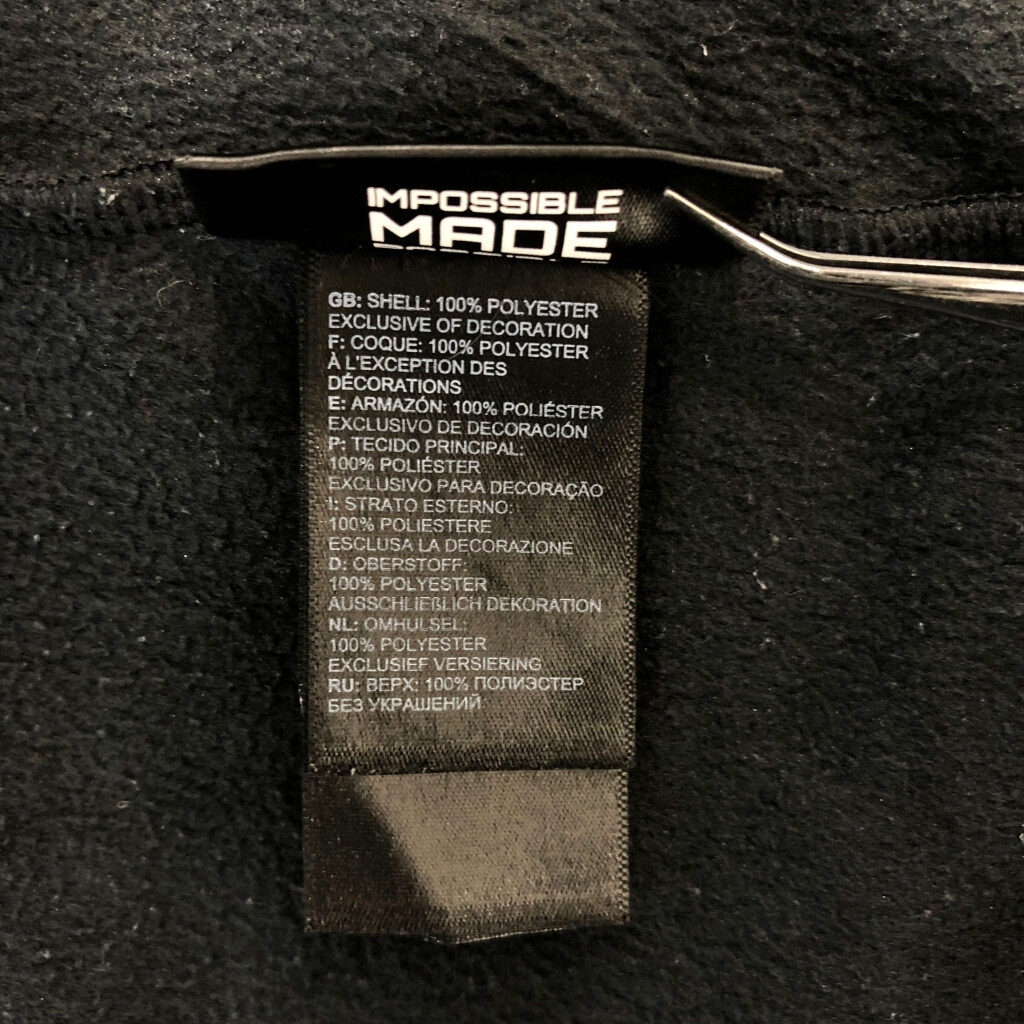 IMPOSSIBLE
MADE
GB: SHELL: 100% POLYESTER
EXCLUSIVE OF DECORATION
F: COQUE: 100% POLYESTER
À L'EXCEPTION DES
DÉCORATIONS
E: ARMAZÓN: 100% POLIÉSTER
EXCLUSIVO DE DECORACIÓN
P: TECIDO PRINCIPAL:
100% POLIÉSTER
EXCLUSIVO PARA DECORAÇÃO
I: STRATO ESTERNO:
100% POLIESTERE
ESCLUSA LA DECORAZIONE
D: OBERSTOFF:
100% POLYESTER
AUSSCHLIEßLICH DEKORATION
NL: OMHULSEL:
100% POLYESTER
EXCLUSIEF VERSIERING
RU: ВЕРХ: 100% ПОЛИЭСТЕР
БЕЗ УКРАШЕНИЙ